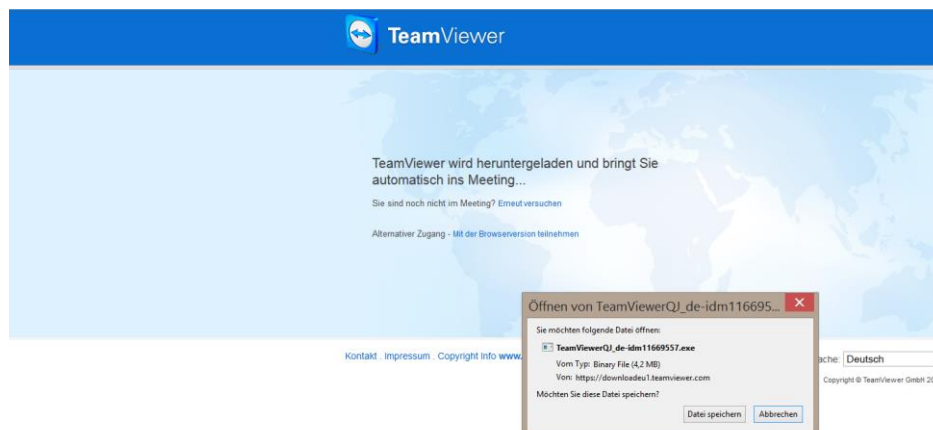 TeamViewer
TeamViewer wird heruntergeladen und bringt Sie
automatisch ins Meeting...
Sie sind noch nicht im Meeting? Erneut versuchen
Alternativer Zugang - Mit der Browserversion teilnehmen
Öffnen von TeamViewerQJ_de-idm116695...
Sie möchten folgende Datei öffnen:
TeamViewerQJ_de-idm11669557.exe
Vom Typ: Binary File (4,2 MB)
Von: https://downloadeu1.teamviewer.com
Möchten Sie diese Datei speichern?
Datei speichern Abbrechen
Kontakt . Impressum . Copyright Info www.
ache: Deutsch
Copyright © TeamViewer GmbH 20